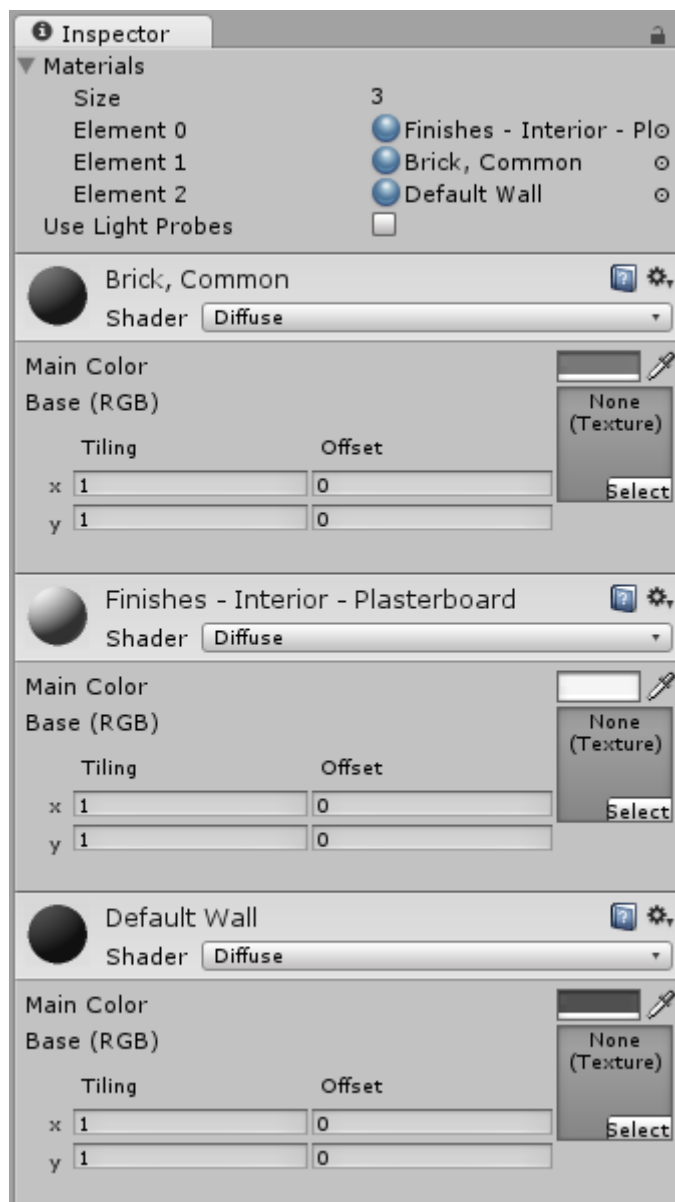 Inspector
Materials
Size 3
Element 0 Finishes - Interior - Pl
Element 1 Brick, Common
Element 2 Default Wall
Use Light Probes
Brick, Common
Shader Diffuse
Main Color
Base (RGB) None
(Texture)
Tiling Offset
x 1 0
Select
y 1 0
Finishes - Interior - Plasterboard
Shader Diffuse
Main Color
Base (RGB) None
(Texture)
Tiling Offset
x 1 0
Select
y 1 0
Default Wall
Shader Diffuse
Main Color
Base (RGB) None
(Texture)
Tiling Offset
x 1 0
Select
y 1 0